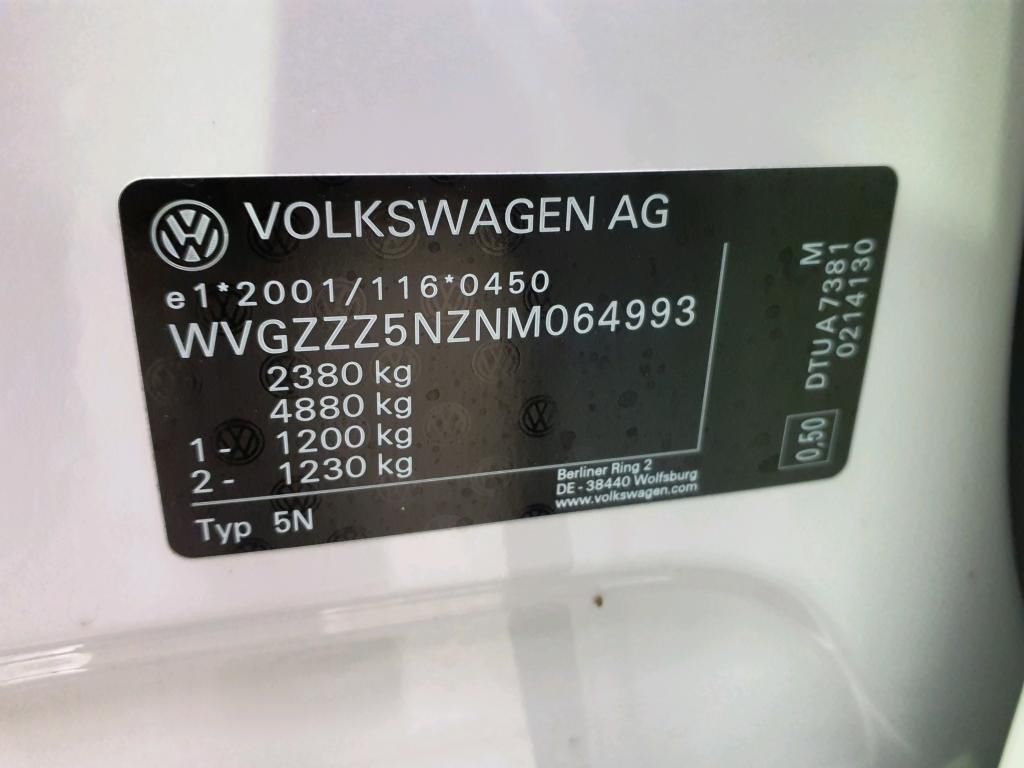 VOLKSWAGEN AG
e1*2001/116*0450
WVGZZZ5NZNM064993
2380 kg
4880 kg
1 - 1200 kg
2 - 1230 kg
Typ 5N
Berliner Ring 2
DE - 38440 Wolfsburg
www.volkswagen.com
0,50
DTUA7381 M
0214130